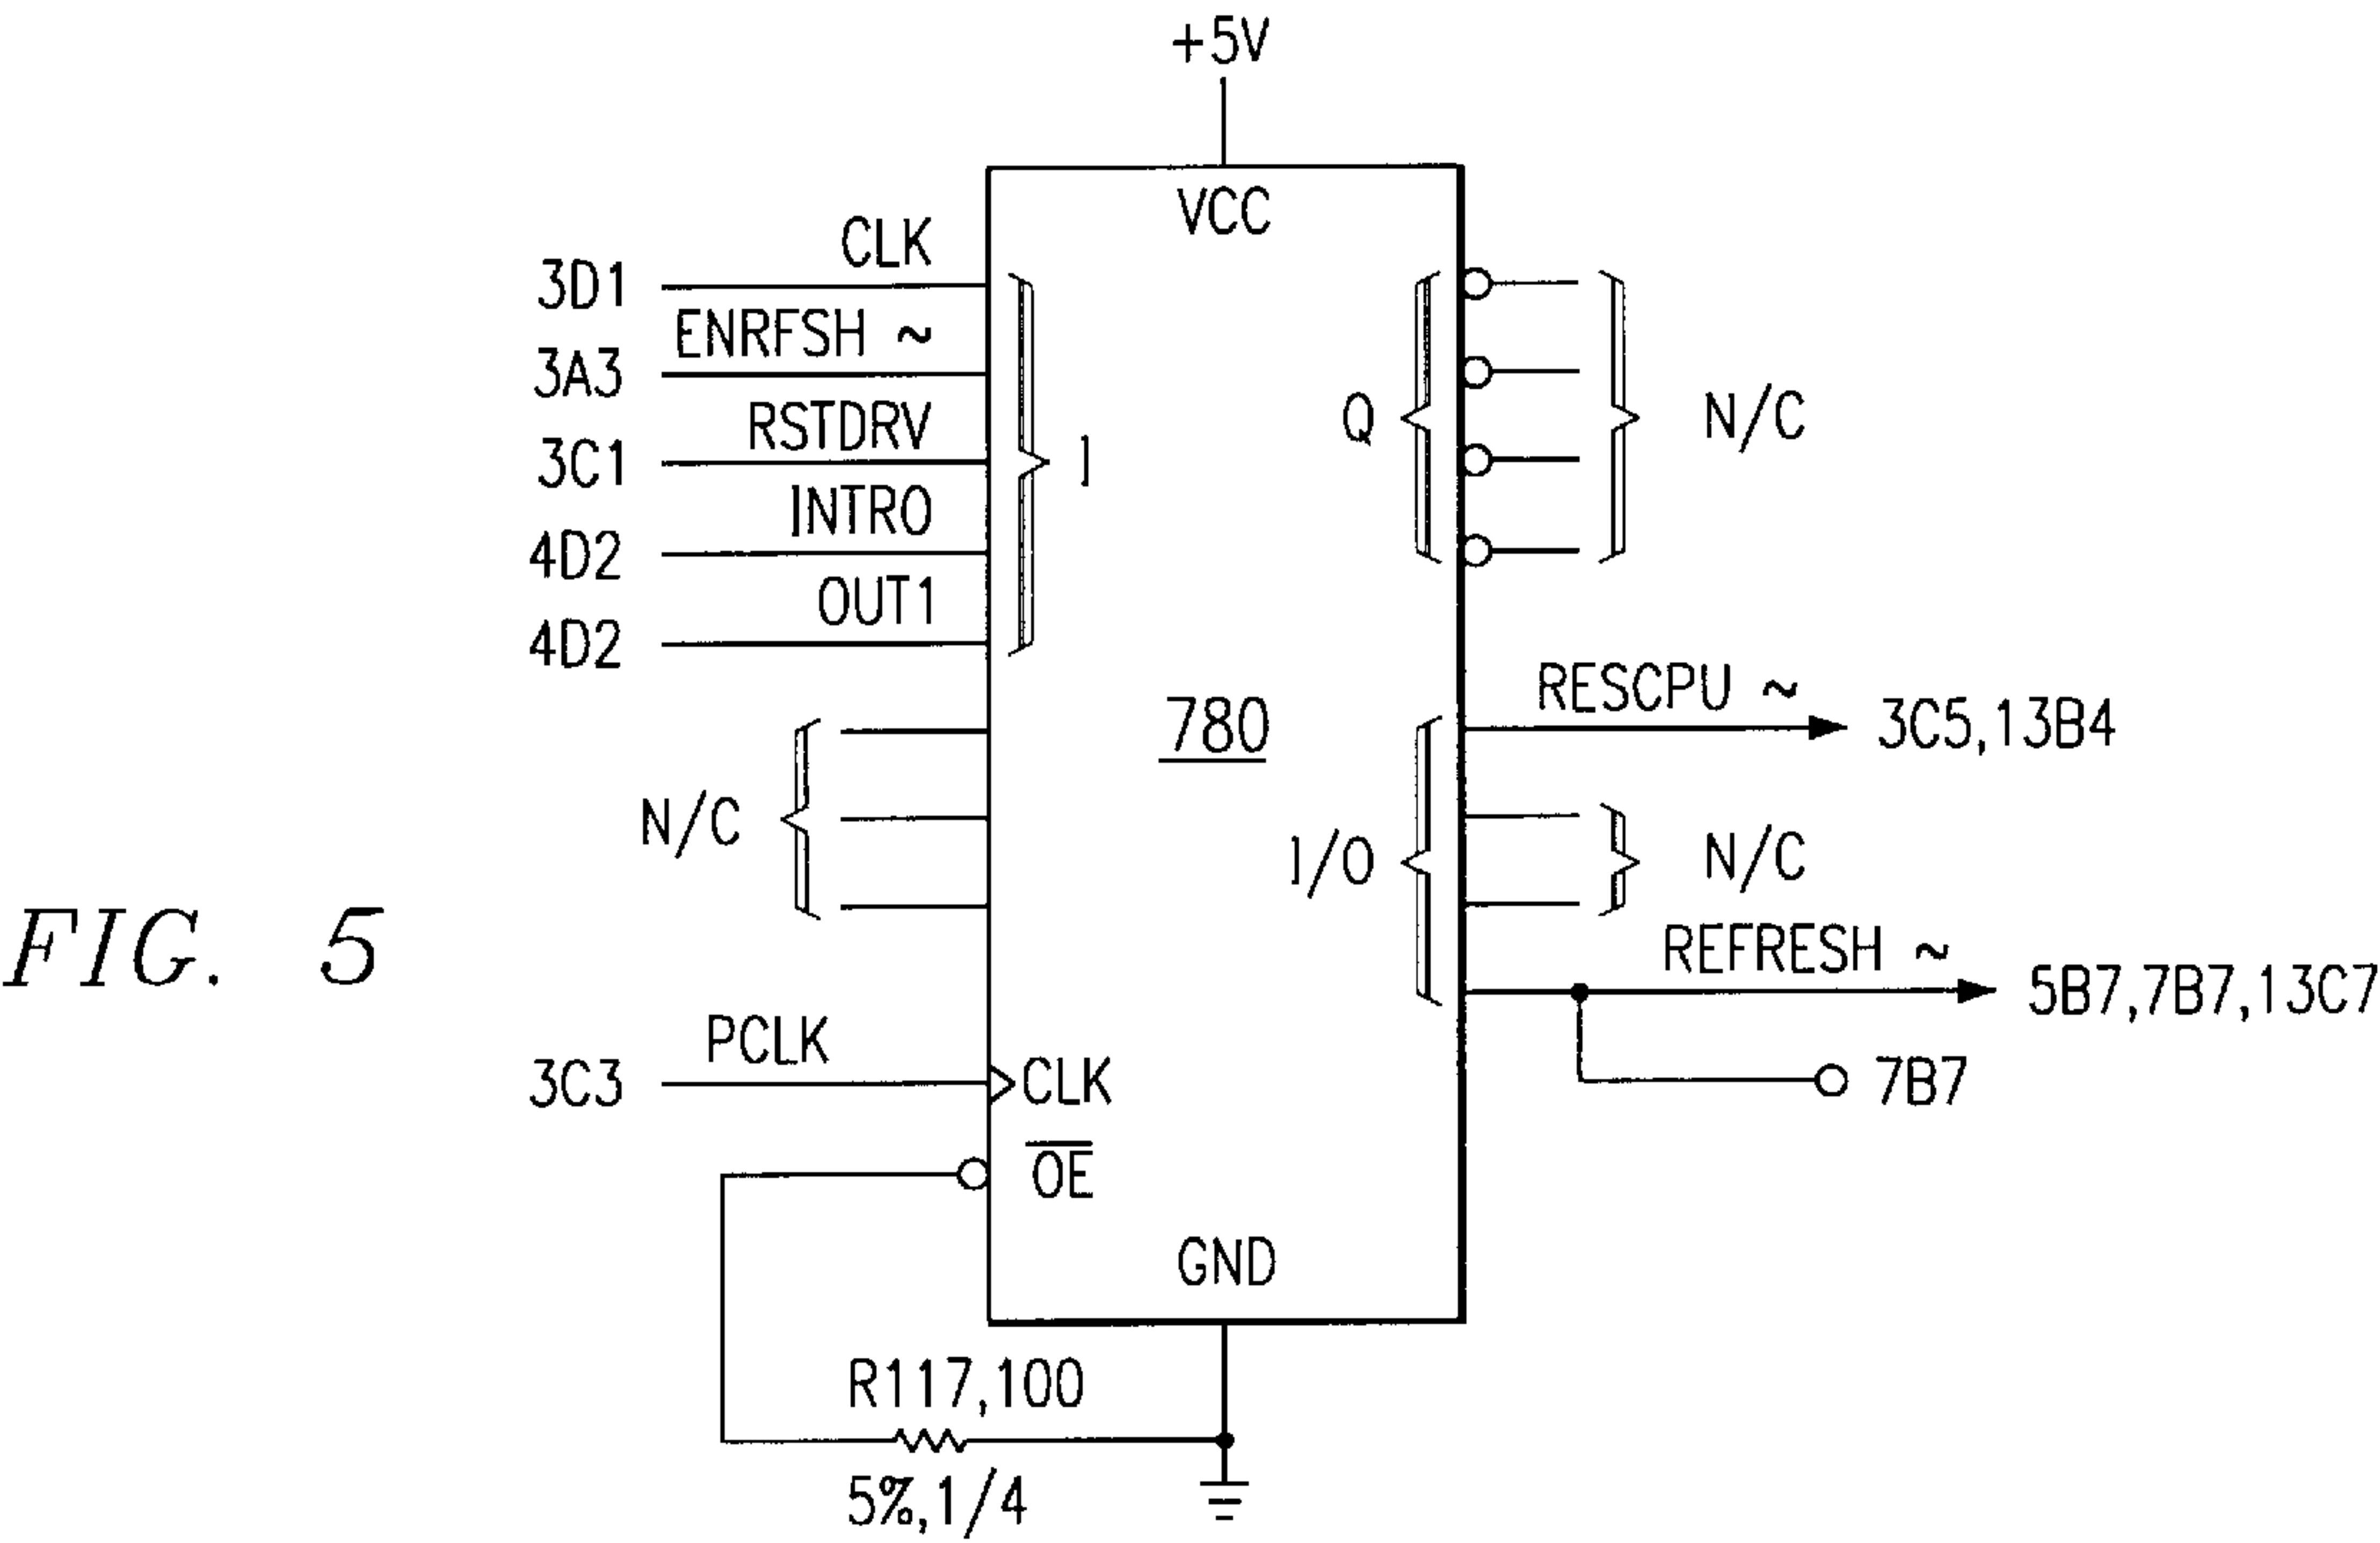 +5V
VCC
3D1 CLK
3A3 ENRFSH ~
3C1 RSTDRV
4D2 INTR0
4D2 OUT1
I
Q
N/C
780
RESCPU ~ 3C5,13B4
N/C
I/O
N/C
REFRESH ~ 5B7,7B7,13C7
7B7
FIG. 5
3C3 PCLK
CLK
OE
GND
R117,100
5%,1/4